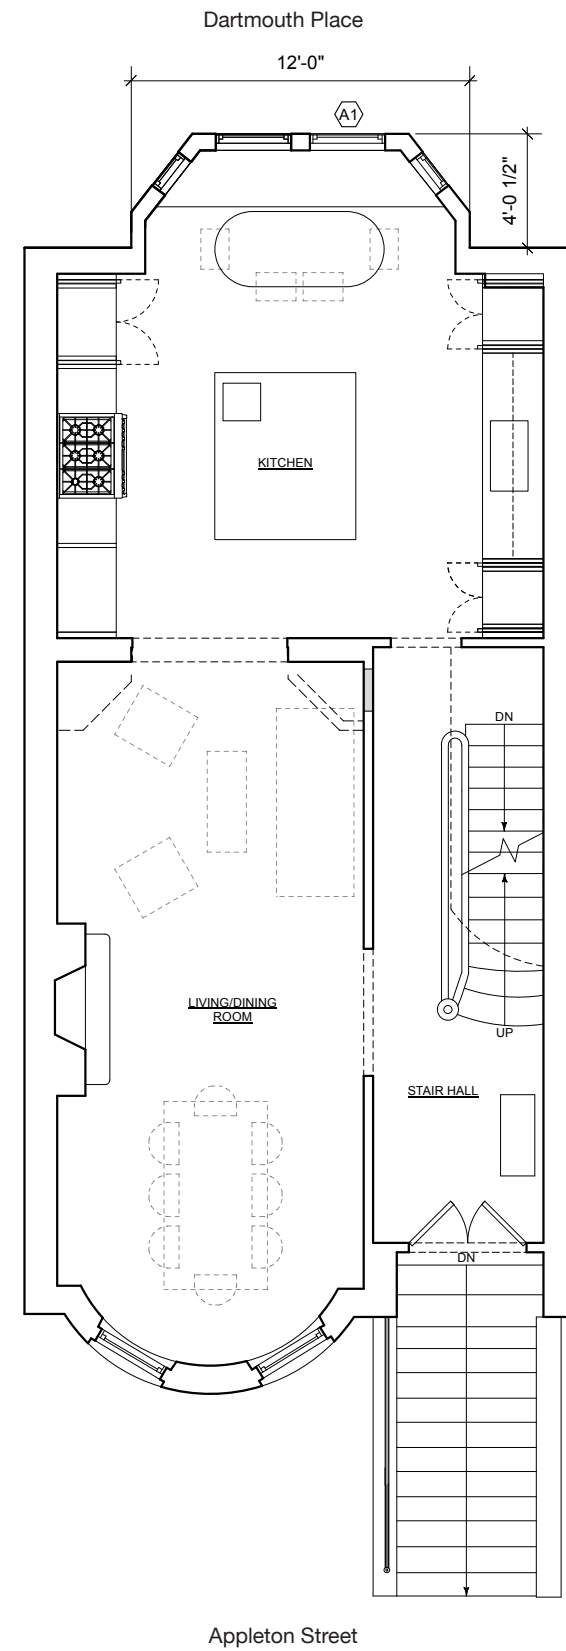 Dartmouth Place
12'-0"
A1
4'-0 1/2"
KITCHEN
DN
LIVING/DINING
ROOM
UP
STAIR HALL
DN
Appleton Street